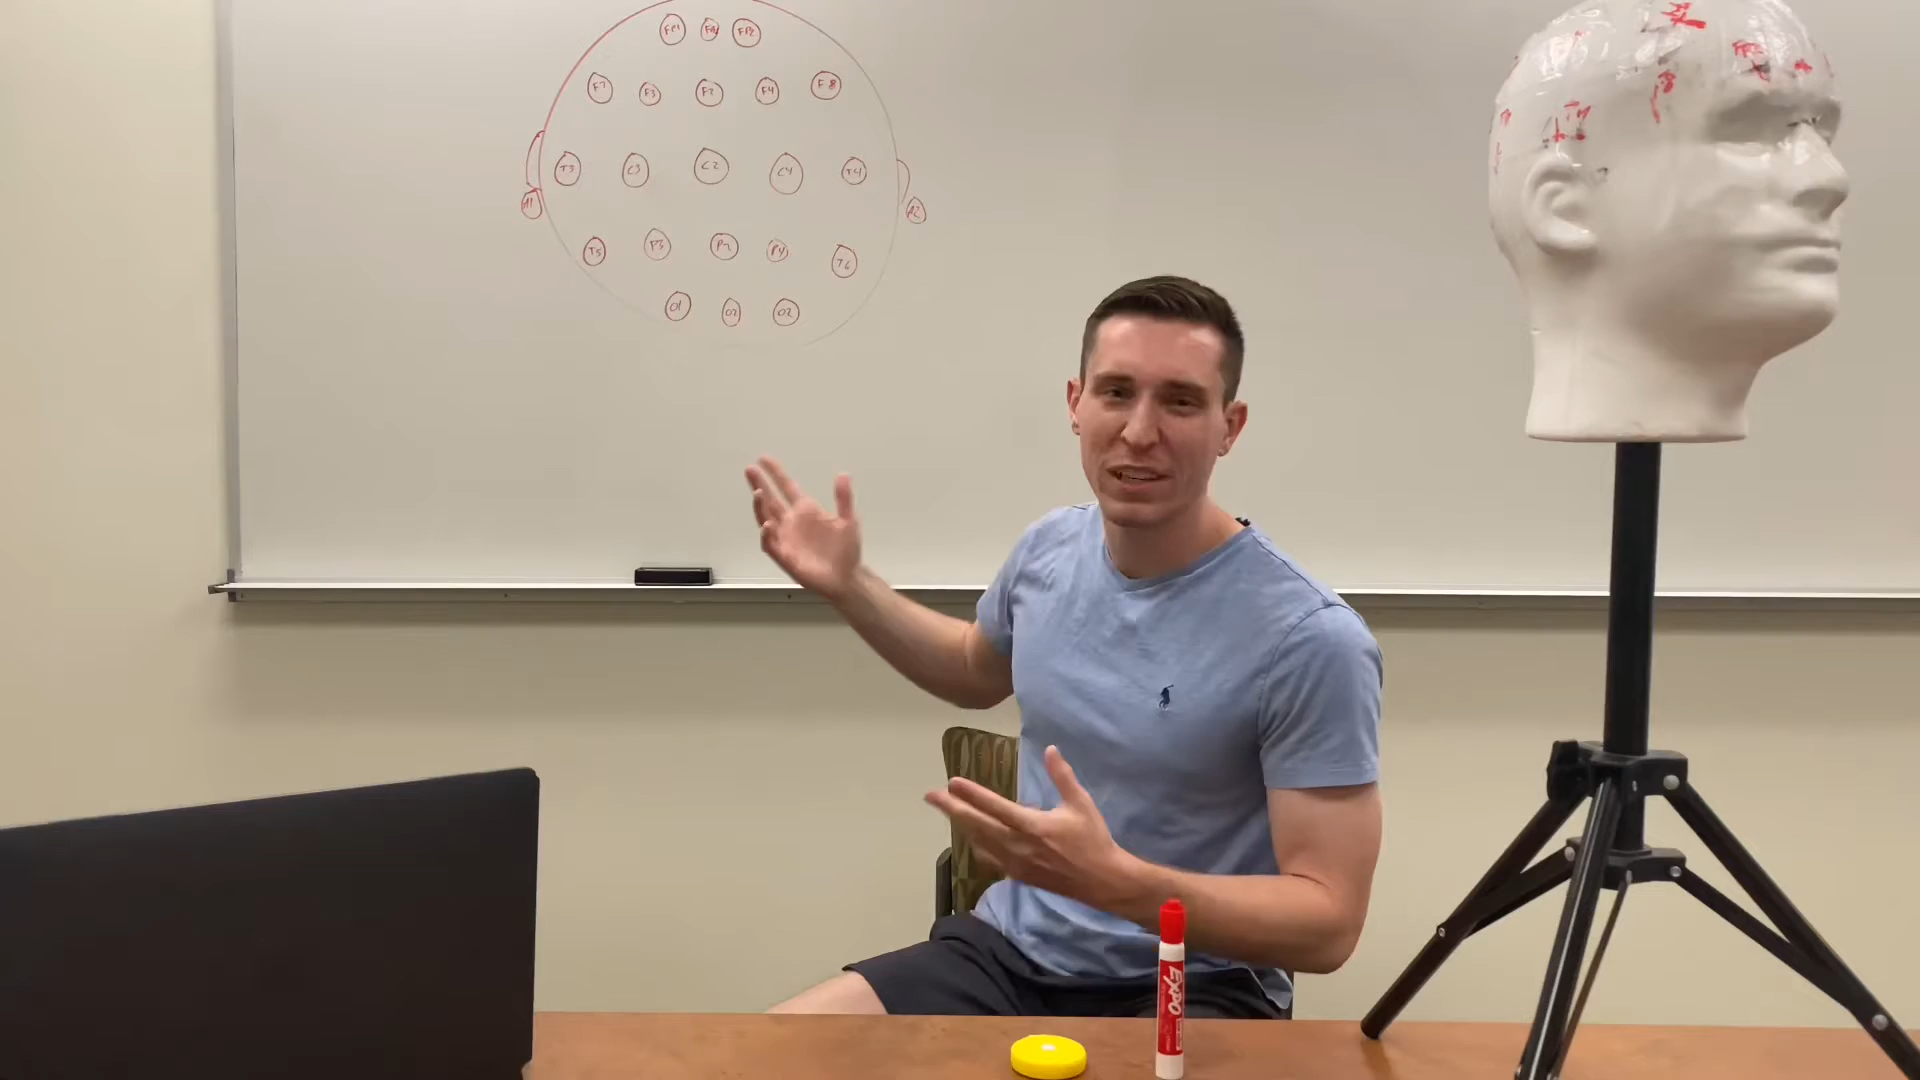 FP1 FPz FP2
F7 F3 Fz F4 F8
T3 C3 Cz C4 T4
A1 A2
T5 P3 Pz P4 T6
O1 Oz O2
EXPO